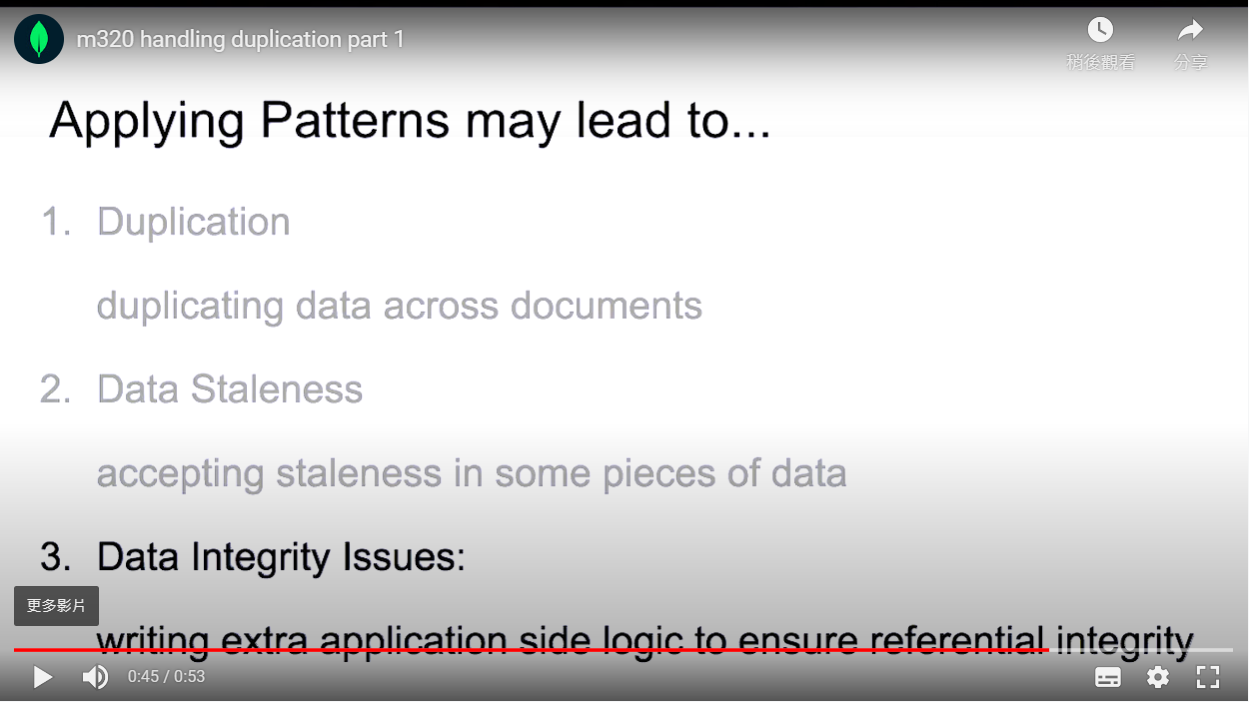 m320 handling duplication part 1
稍後觀看
分享
Applying Patterns may lead to...
1. Duplication
duplicating data across documents
2. Data Staleness
accepting staleness in some pieces of data
3. Data Integrity Issues:
更多影片
writing extra application side logic to ensure referential integrity
0:45 / 0:53